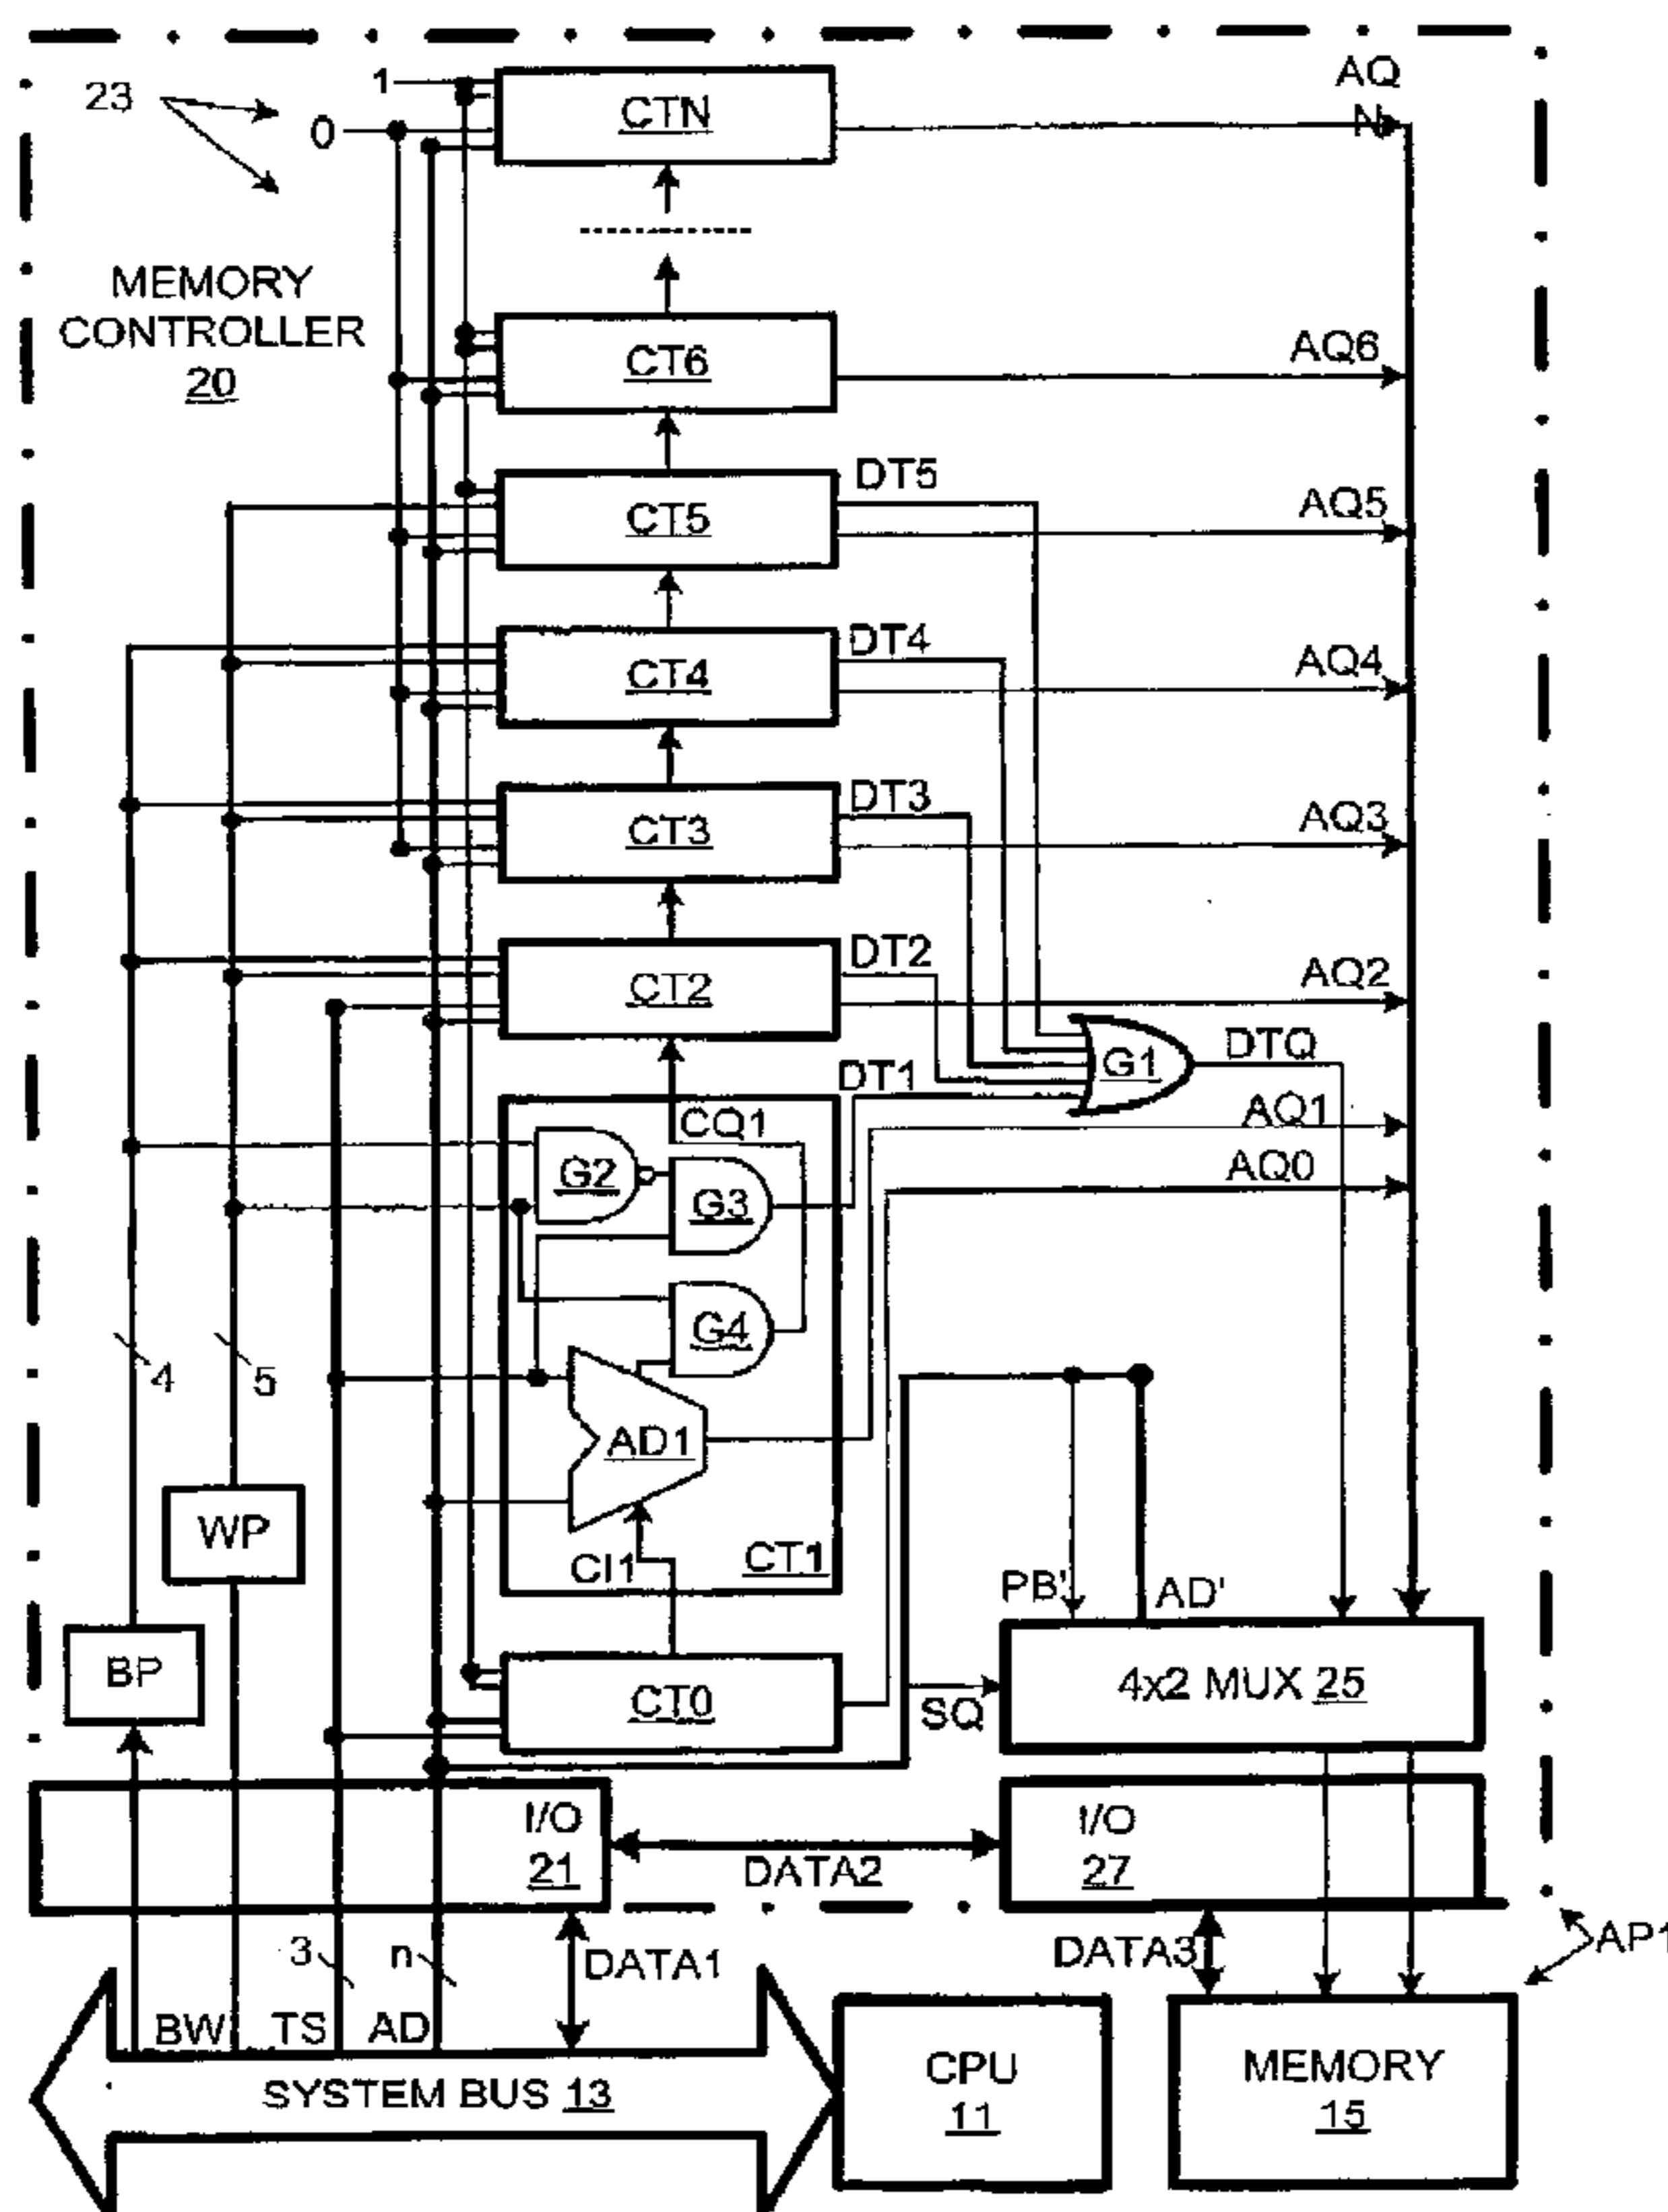 23
1
0
CTN
AQ
N
MEMORY
CONTROLLER
20
CT6
AQ6
DT5
CT5
AQ5
DT4
CT4
AQ4
DT3
CT3
AQ3
DT2
CT2
AQ2
G1
DTQ
DT1
CQ1
AQ1
G2
G3
AQ0
G4
4
5
AD1
WP
CI1
CT1
PB'
AD'
BP
CT0
SQ
4x2 MUX 25
I/O
21
DATA2
I/O
27
3
n
DATA1
DATA3
AP1
BW
TS
AD
SYSTEM BUS 13
CPU
11
MEMORY
15